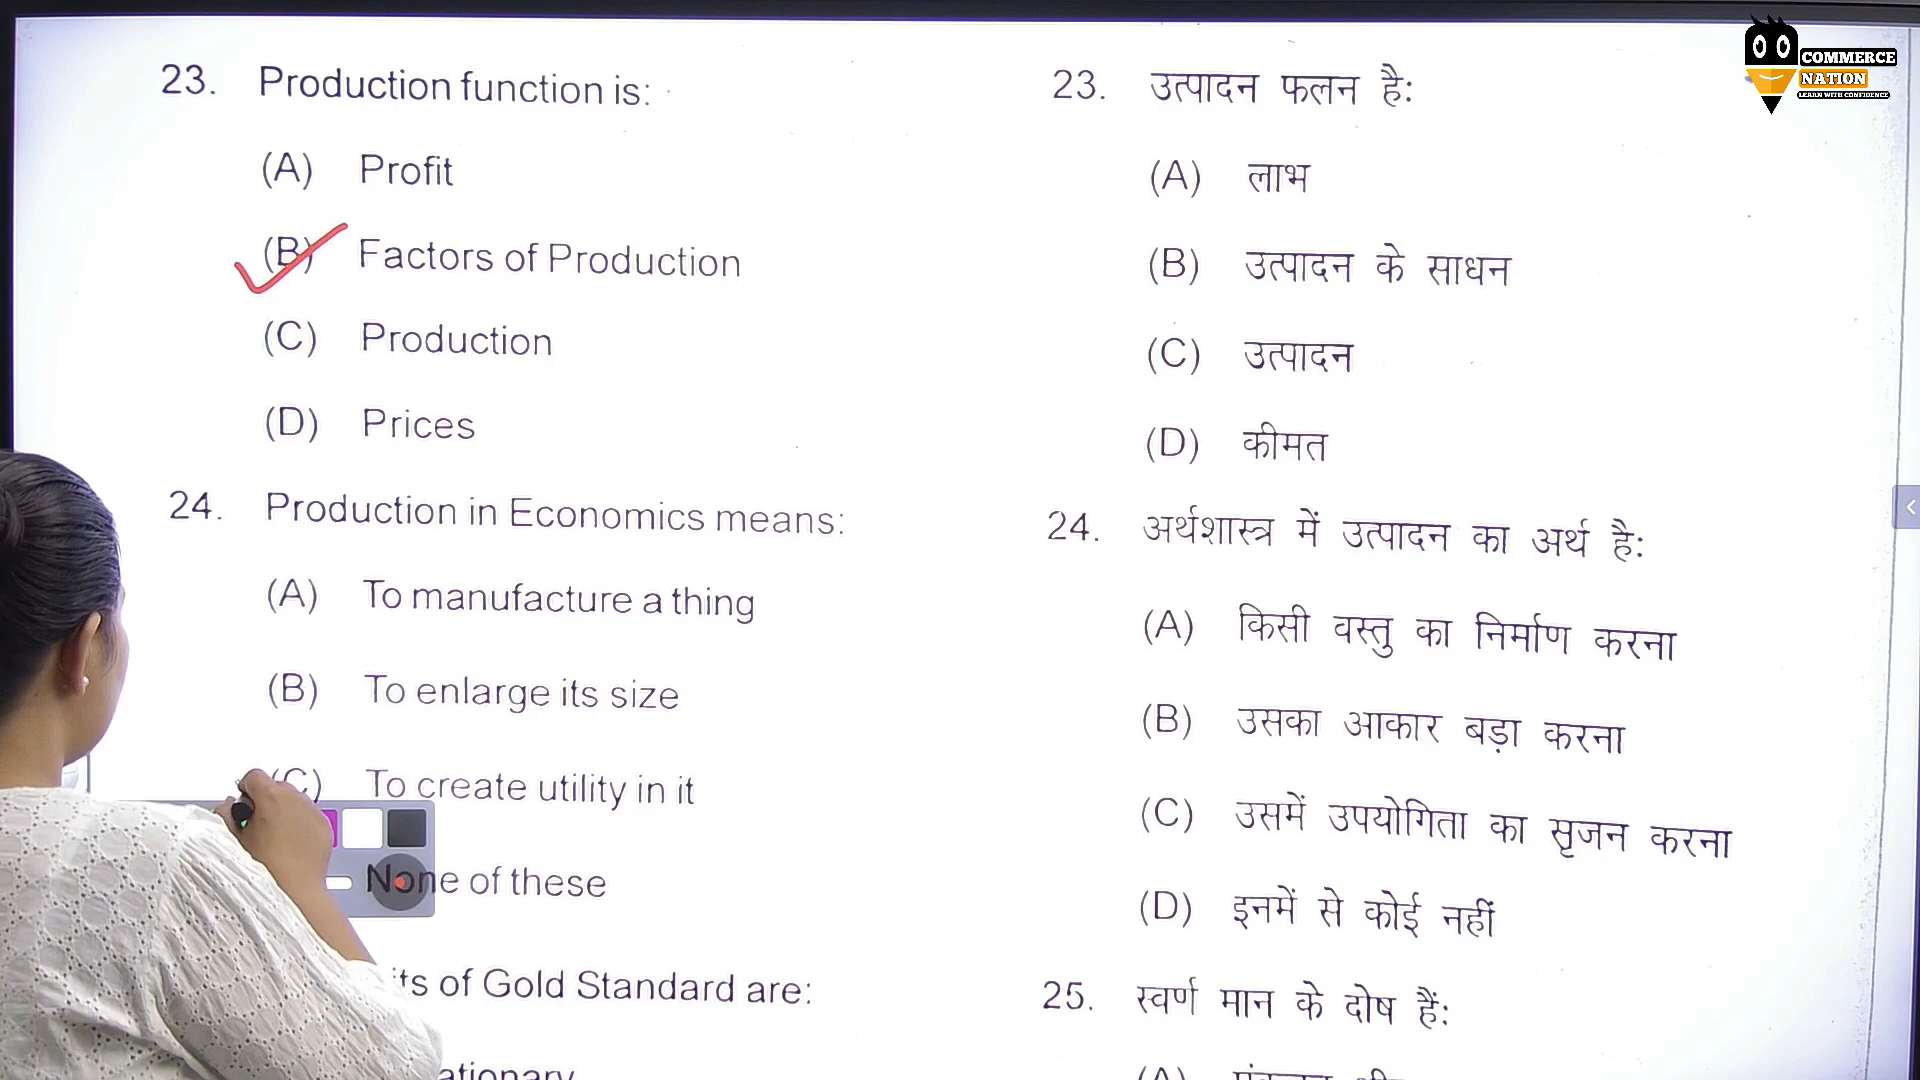 COMMERCE
NATION
LEARN WITH CONFIDENCE
23. Production function is:
(A) Profit
(B) Factors of Production
(C) Production
(D) Prices
24. Production in Economics means:
(A) To manufacture a thing
(B) To enlarge its size
(C) To create utility in it
None of these
of Gold Standard are:
23. उत्पादन फलन है:
(A) लाभ
(B) उत्पादन के साधन
(C) उत्पादन
(D) कीमत
24. अर्थशास्त्र में उत्पादन का अर्थ है:
(A) किसी वस्तु का निर्माण करना
(B) उसका आकार बड़ा करना
(C) उसमें उपयोगिता का सृजन करना
(D) इनमें से कोई नहीं
25. स्वर्ण मान के दोष हैं:
(A)